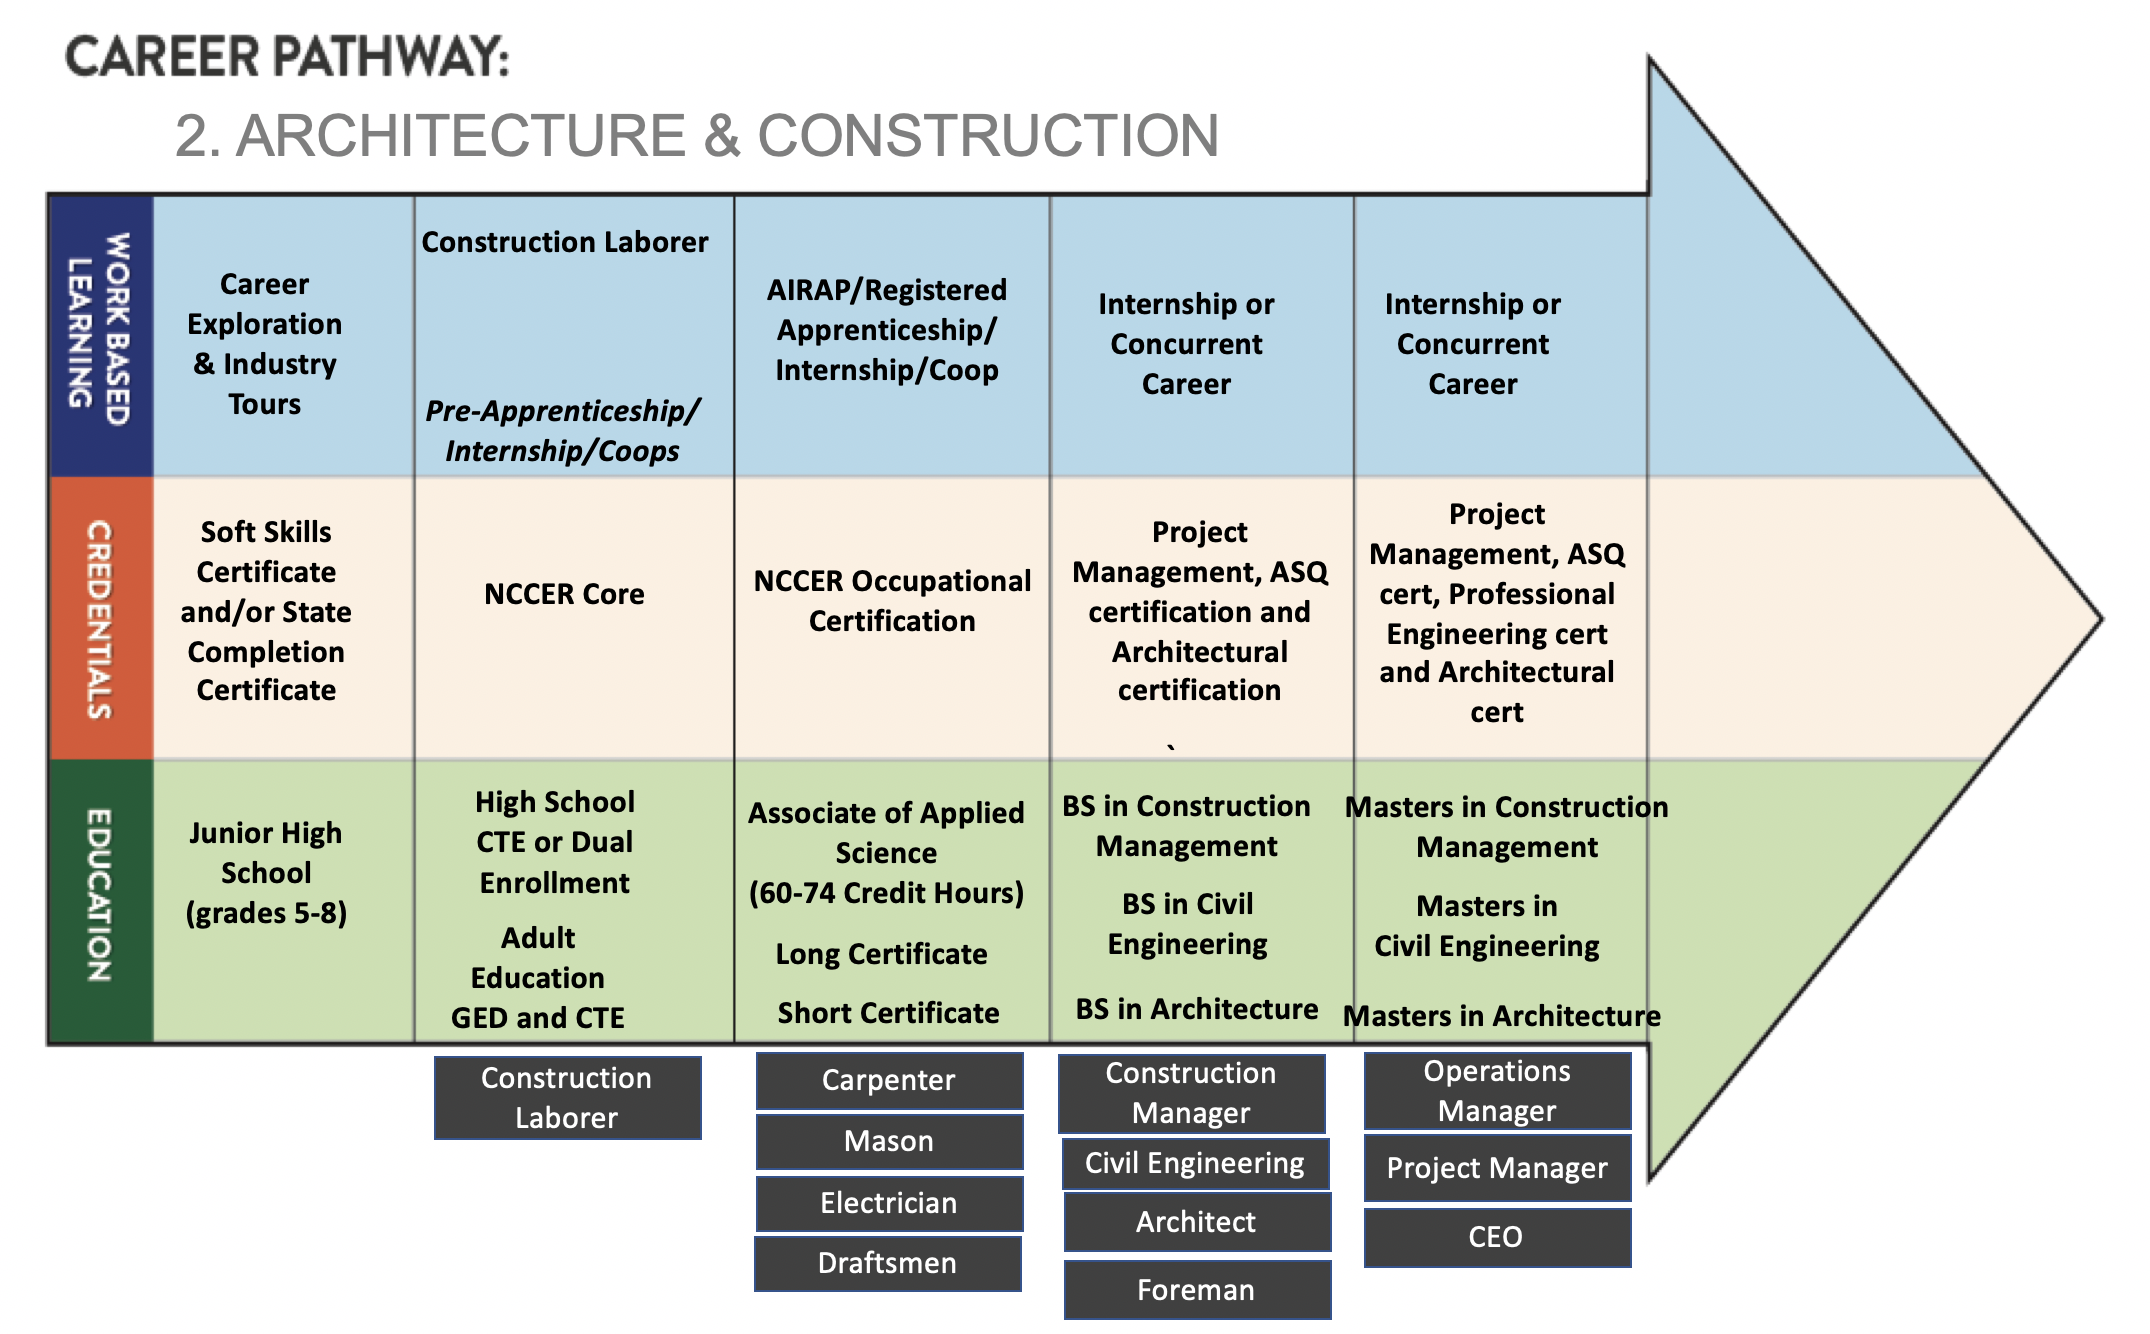 CAREER PATHWAY:
2. ARCHITECTURE & CONSTRUCTION
WORK BASED
LEARNING
Career
Exploration
& Industry
Tours
Construction Laborer
Pre-Apprenticeship/
Internship/Coops
AIRAP/Registered
Apprenticeship/
Internship/Coop
Internship or
Concurrent
Career
Internship or
Concurrent
Career
CREDENTIALS
Soft Skills
Certificate
and/or State
Completion
Certificate
NCCER Core
NCCER Occupational
Certification
Project
Management, ASQ
certification and
Architectural
certification
`
Project
Management, ASQ
cert, Professional
Engineering cert
and Architectural
cert
EDUCATION
Junior High
School
(grades 5-8)
High School
CTE or Dual
Enrollment
Adult
Education
GED and CTE
Associate of Applied
Science
(60-74 Credit Hours)
Long Certificate
Short Certificate
BS in Construction
Management
BS in Civil
Engineering
BS in Architecture
Masters in Construction
Management
Masters in
Civil Engineering
Masters in Architecture
Construction
Laborer
Carpenter
Mason
Electrician
Draftsmen
Construction
Manager
Civil Engineering
Architect
Foreman
Operations
Manager
Project Manager
CEO